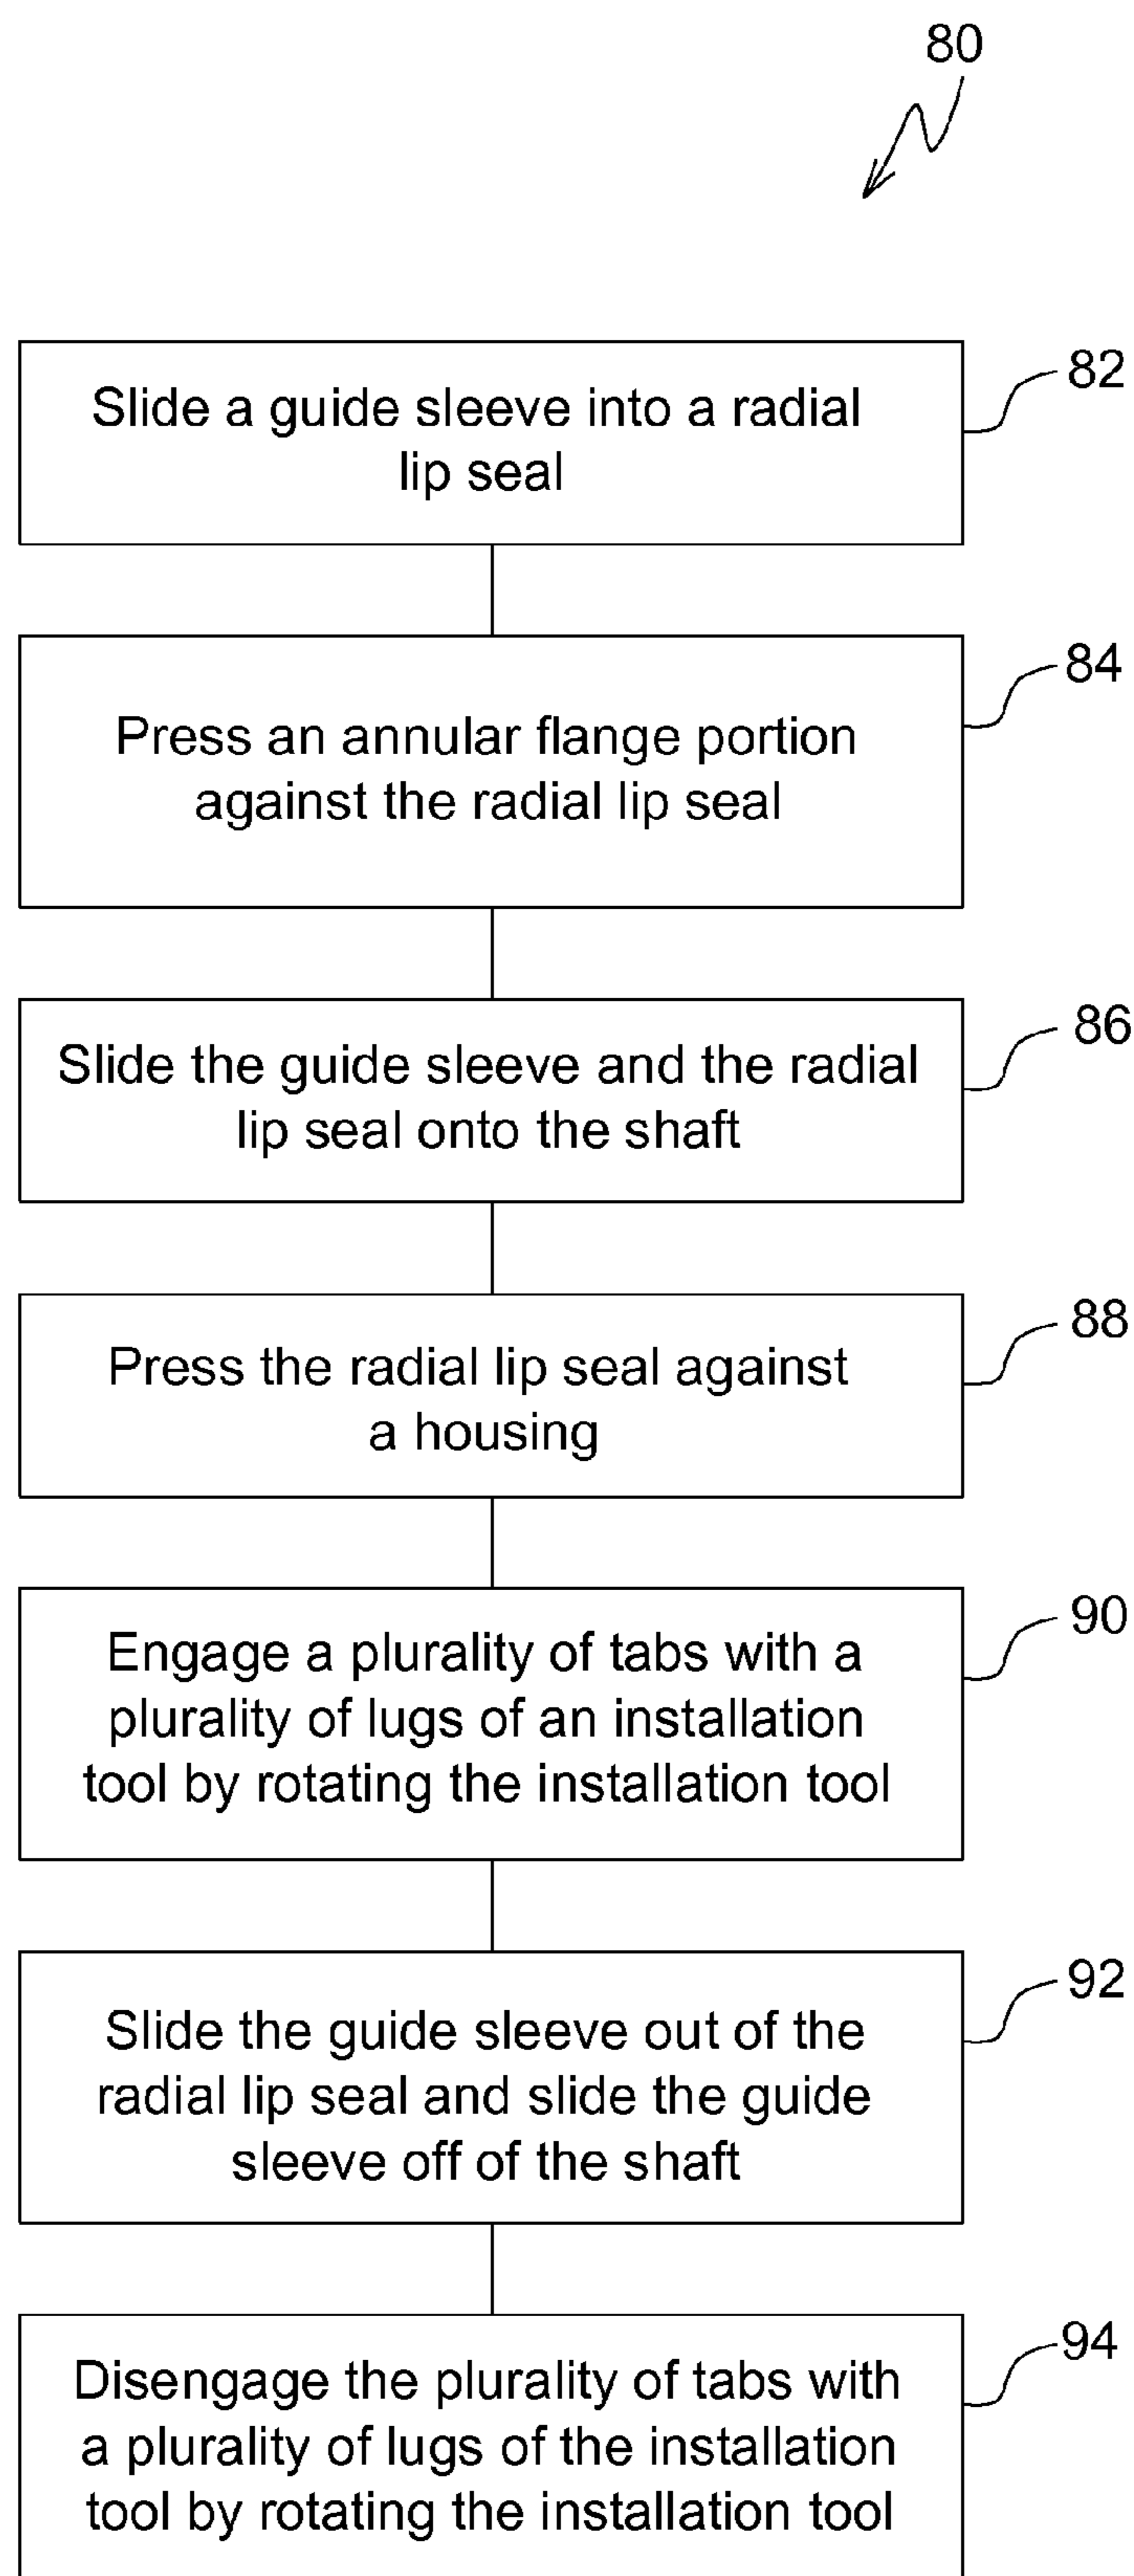 80
Slide a guide sleeve into a radial
lip seal
82
Press an annular flange portion
against the radial lip seal
84
Slide the guide sleeve and the radial
lip seal onto the shaft
86
Press the radial lip seal against
a housing
88
Engage a plurality of tabs with a
plurality of lugs of an installation
tool by rotating the installation tool
90
Slide the guide sleeve out of the
radial lip seal and slide the guide
sleeve off of the shaft
92
Disengage the plurality of tabs with
a plurality of lugs of the installation
tool by rotating the installation tool
94